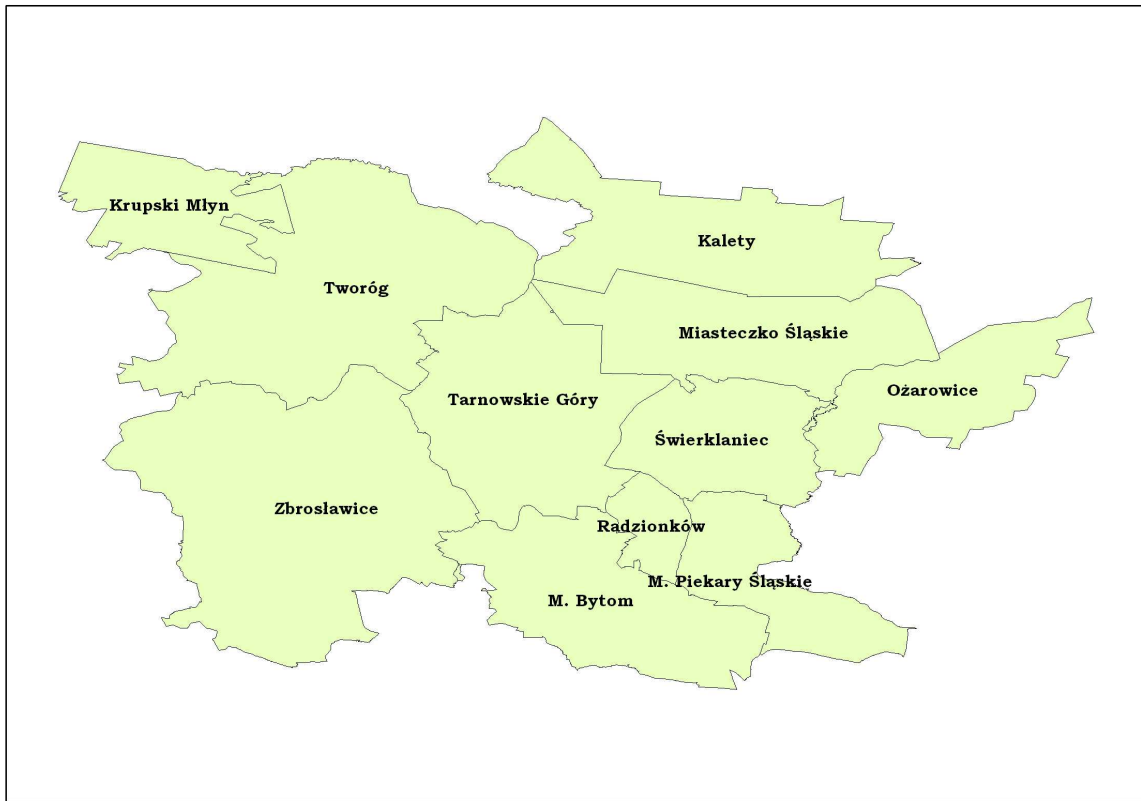 Krupski Młyn
Kalety
Tworóg
Miasteczko Śląskie
Ożarowice
Tarnowskie Góry
Świerklaniec
Zbrosławice
Radzionków
M. Piekary Śląskie
M. Bytom